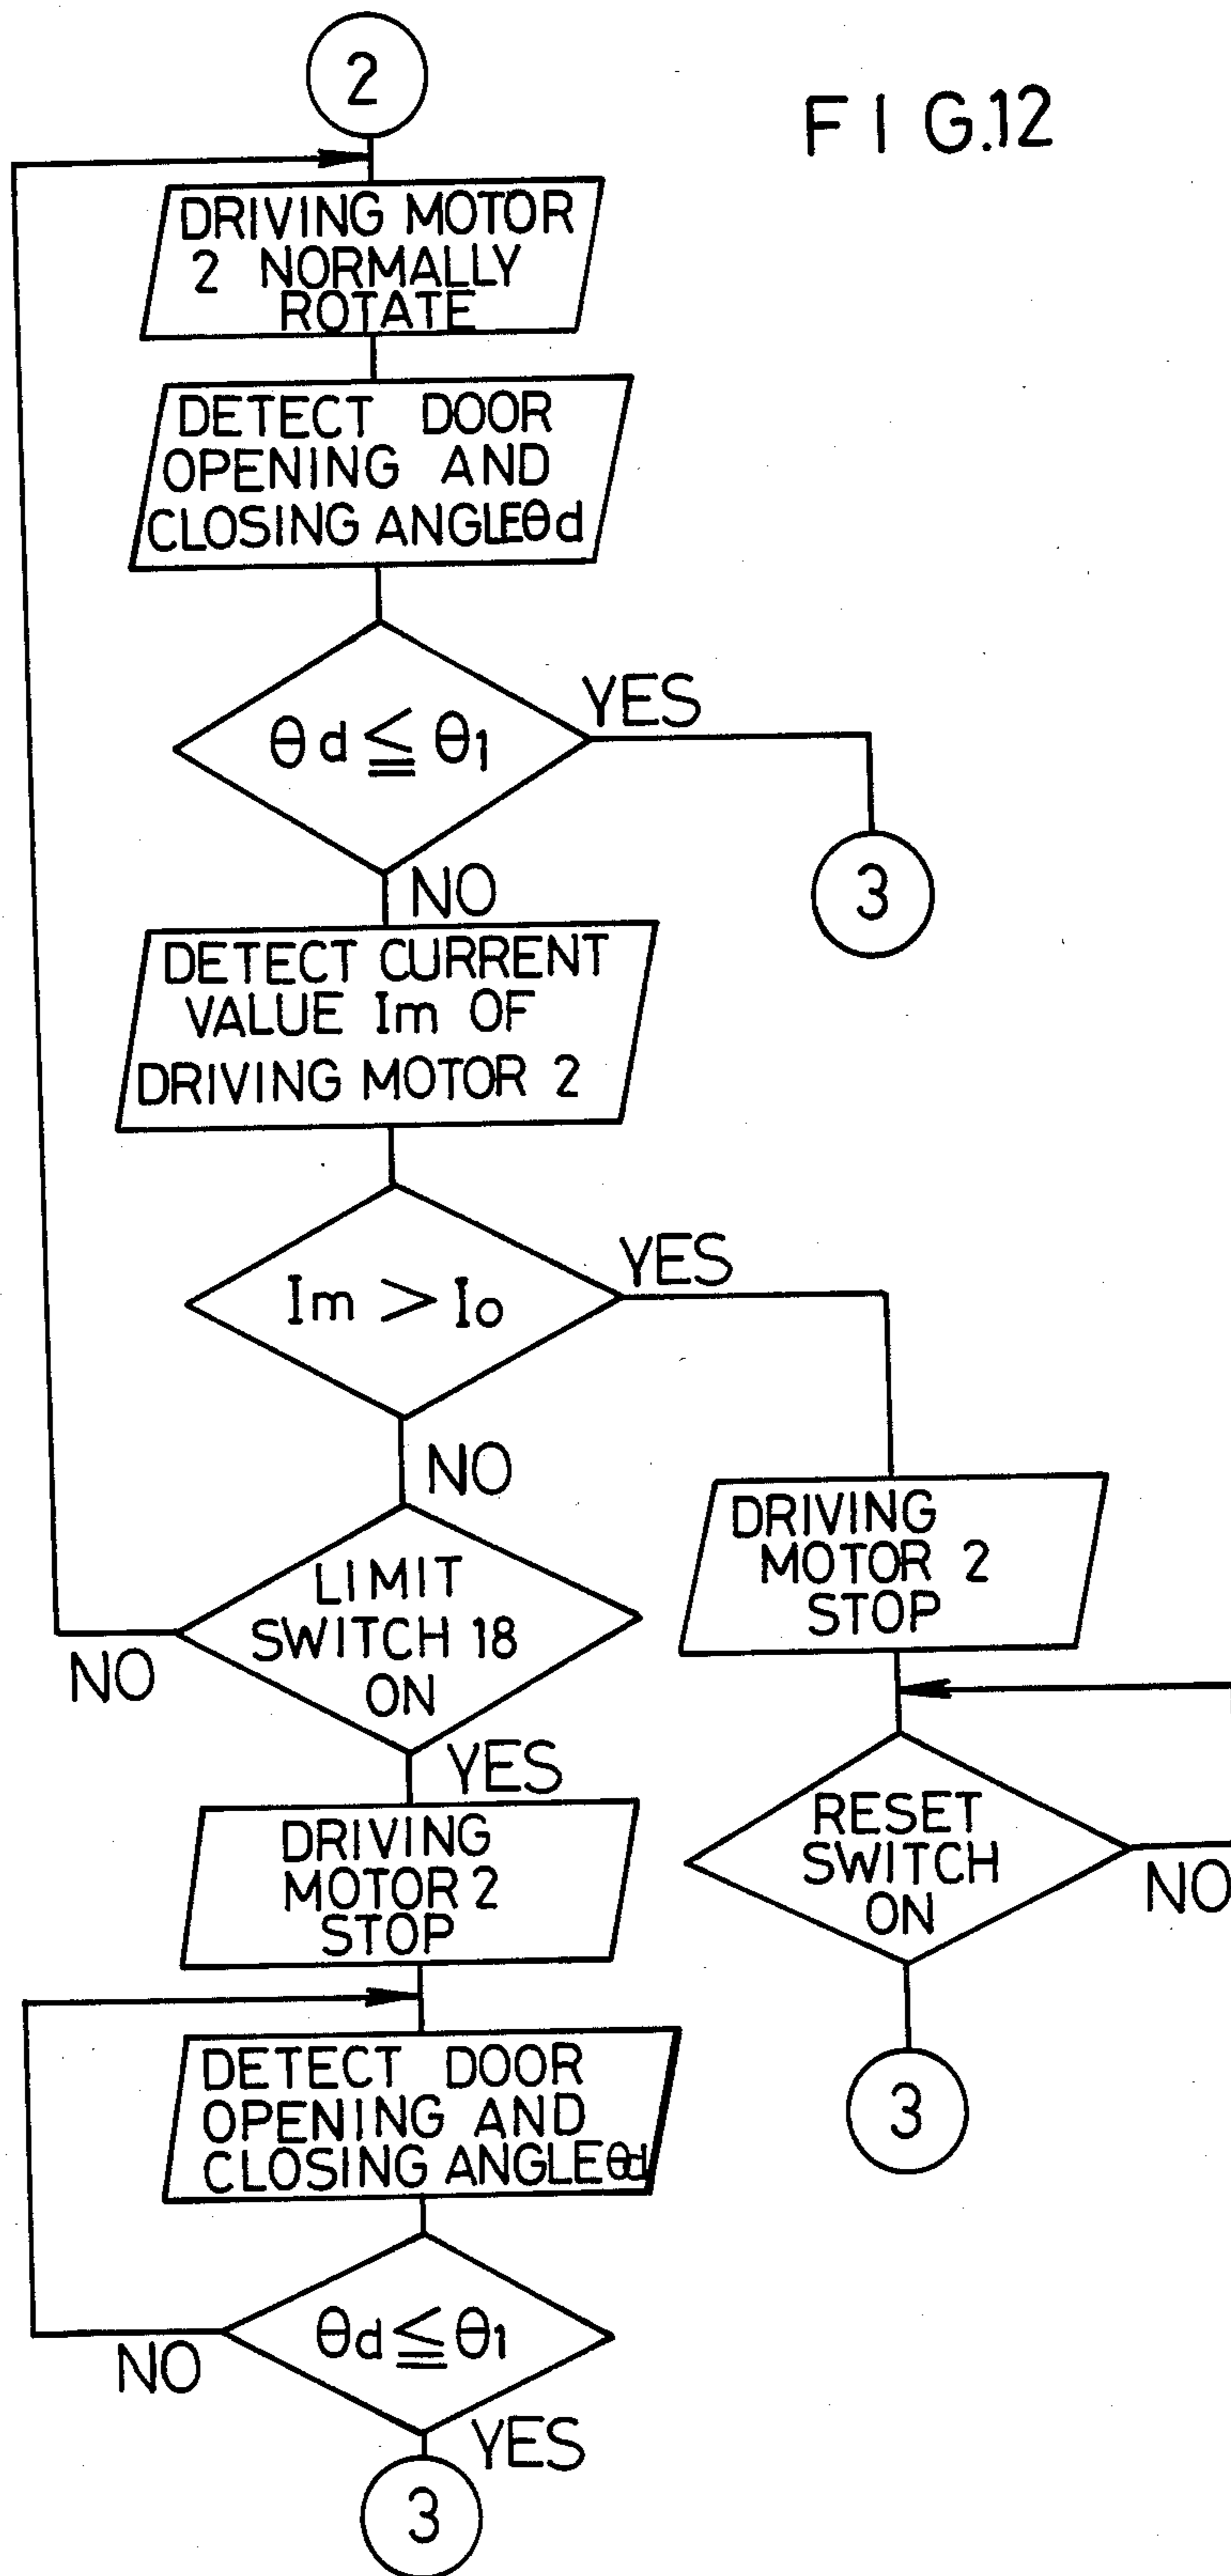 2
FIG.12
DRIVING MOTOR
2 NORMALLY
ROTATE
DETECT DOOR
OPENING AND
CLOSING ANGLEθd
θd ≦ θ1
YES
3
NO
DETECT CURRENT
VALUE Im OF
DRIVING MOTOR 2
Im > Io
YES
NO
LIMIT
SWITCH 18
ON
NO
YES
DRIVING
MOTOR 2
STOP
RESET
SWITCH
ON
NO
3
DRIVING
MOTOR 2
STOP
DETECT DOOR
OPENING AND
CLOSING ANGLEθd
θd ≦ θ1
NO
YES
3